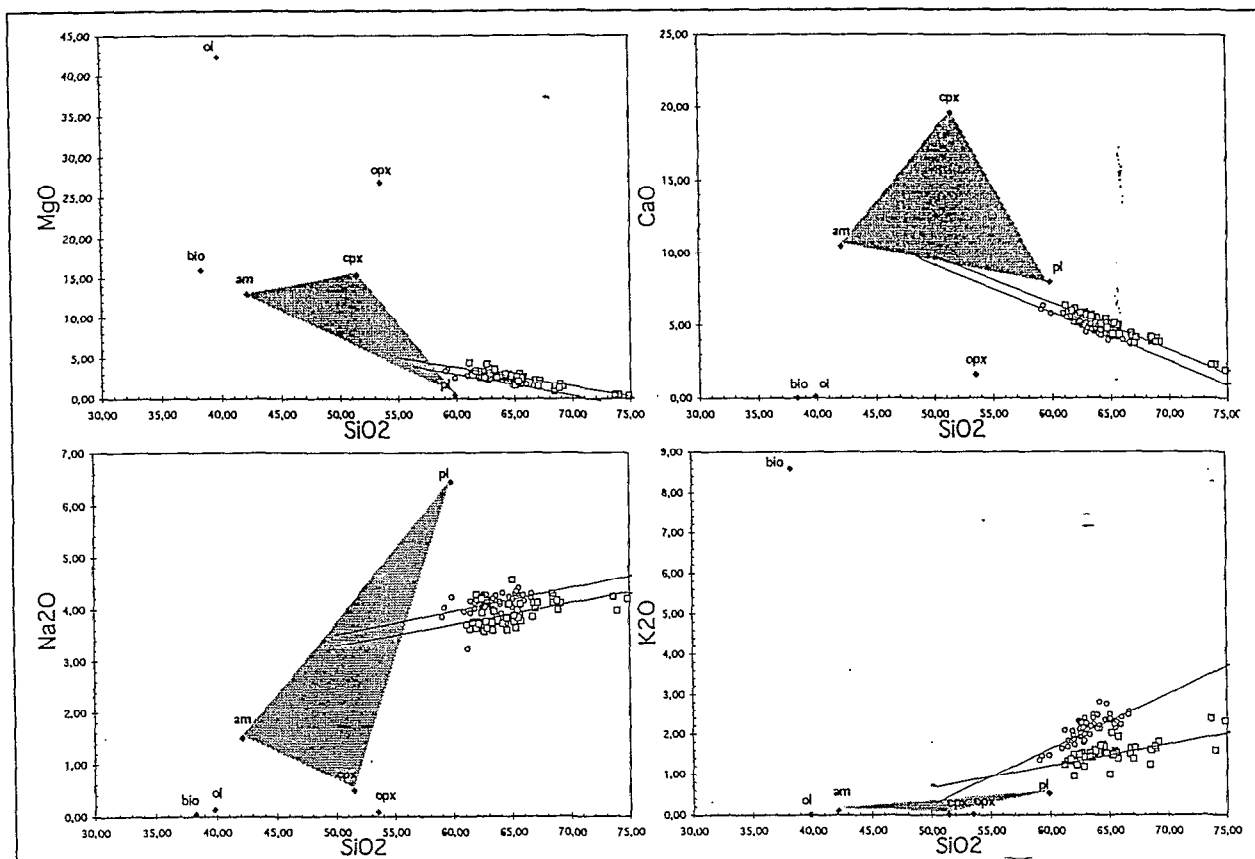 45,00
40,00
35,00
30,00
25,00
20,00
15,00
10,00
5,00
0,00
MgO
ol
opx
bio
cpx
am
pl
30,00 35,00 40,00 45,00 50,00 55,00 60,00 65,00 70,00 75,00
SiO2
25,00
20,00
15,00
10,00
5,00
0,00
CaO
cpx
am
pl
opx
bio ol
30,00 35,00 40,00 45,00 50,00 55,00 60,00 65,00 70,00 75,00
SiO2
7,00
6,00
5,00
4,00
3,00
2,00
1,00
0,00
Na2O
pl
am
cpx
bio ol opx
30,00 35,00 40,00 45,00 50,00 55,00 60,00 65,00 70,00 75,00
SiO2
9,00
8,00
7,00
6,00
5,00
4,00
3,00
2,00
1,00
0,00
K2O
bio
ol am cpx opx pl
30,00 35,00 40,00 45,00 50,00 55,00 60,00 65,00 70,00 75,00
SiO2